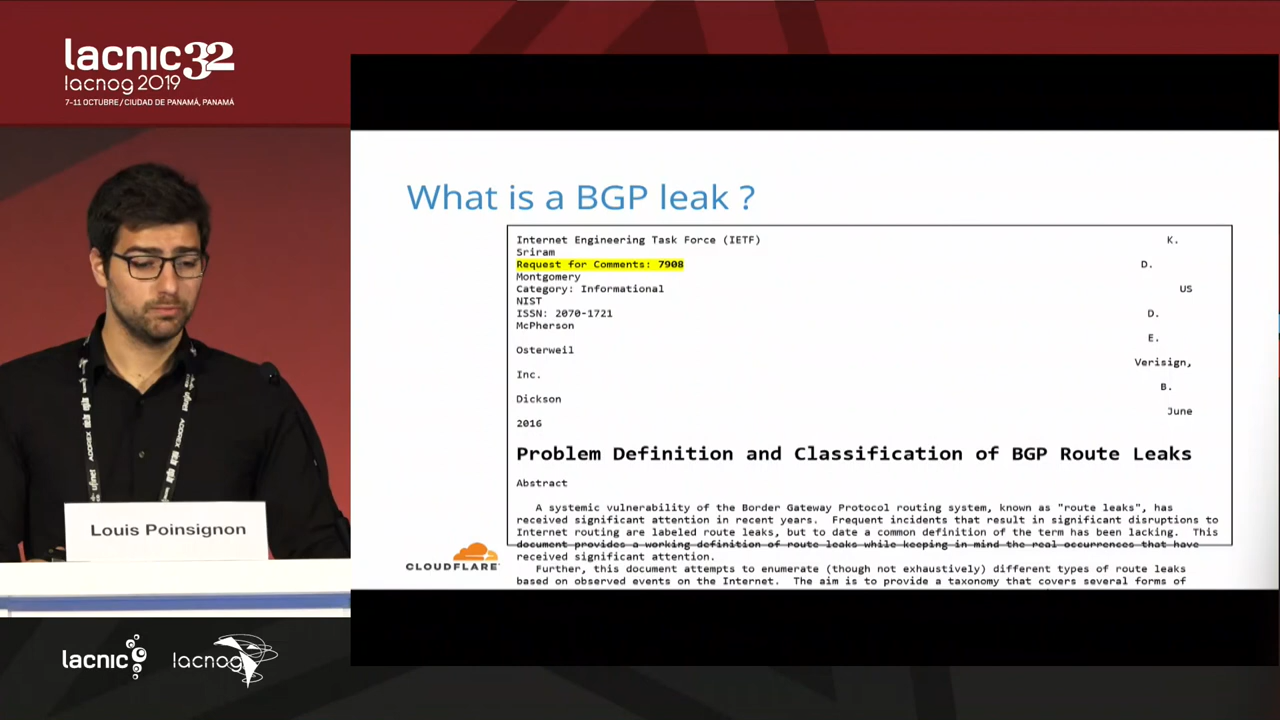 lacnic 32
lacnog 2019
7-11 OCTUBRE / CIUDAD DE PANAMÁ, PANAMÁ
Louis Poinsignon
lacnic
lacnog
What is a BGP leak ?
Internet Engineering Task Force (IETF) K.
Sriram
Request for Comments: 7908 D.
Montgomery
Category: Informational US
NIST
ISSN: 2070-1721 D.
McPherson
E.
Osterweil
Verisign,
Inc.
B.
Dickson
June
2016
Problem Definition and Classification of BGP Route Leaks
Abstract
A systemic vulnerability of the Border Gateway Protocol routing system, known as "route leaks", has
received significant attention in recent years. Frequent incidents that result in significant disruptions to
Internet routing are labeled route leaks, but to date a common definition of the term has been lacking. This
document provides a working definition of route leaks while keeping in mind the real occurrences that have
received significant attention.
Further, this document attempts to enumerate (though not exhaustively) different types of route leaks
based on observed events on the Internet. The aim is to provide a taxonomy that covers several forms of
CLOUDFLARE